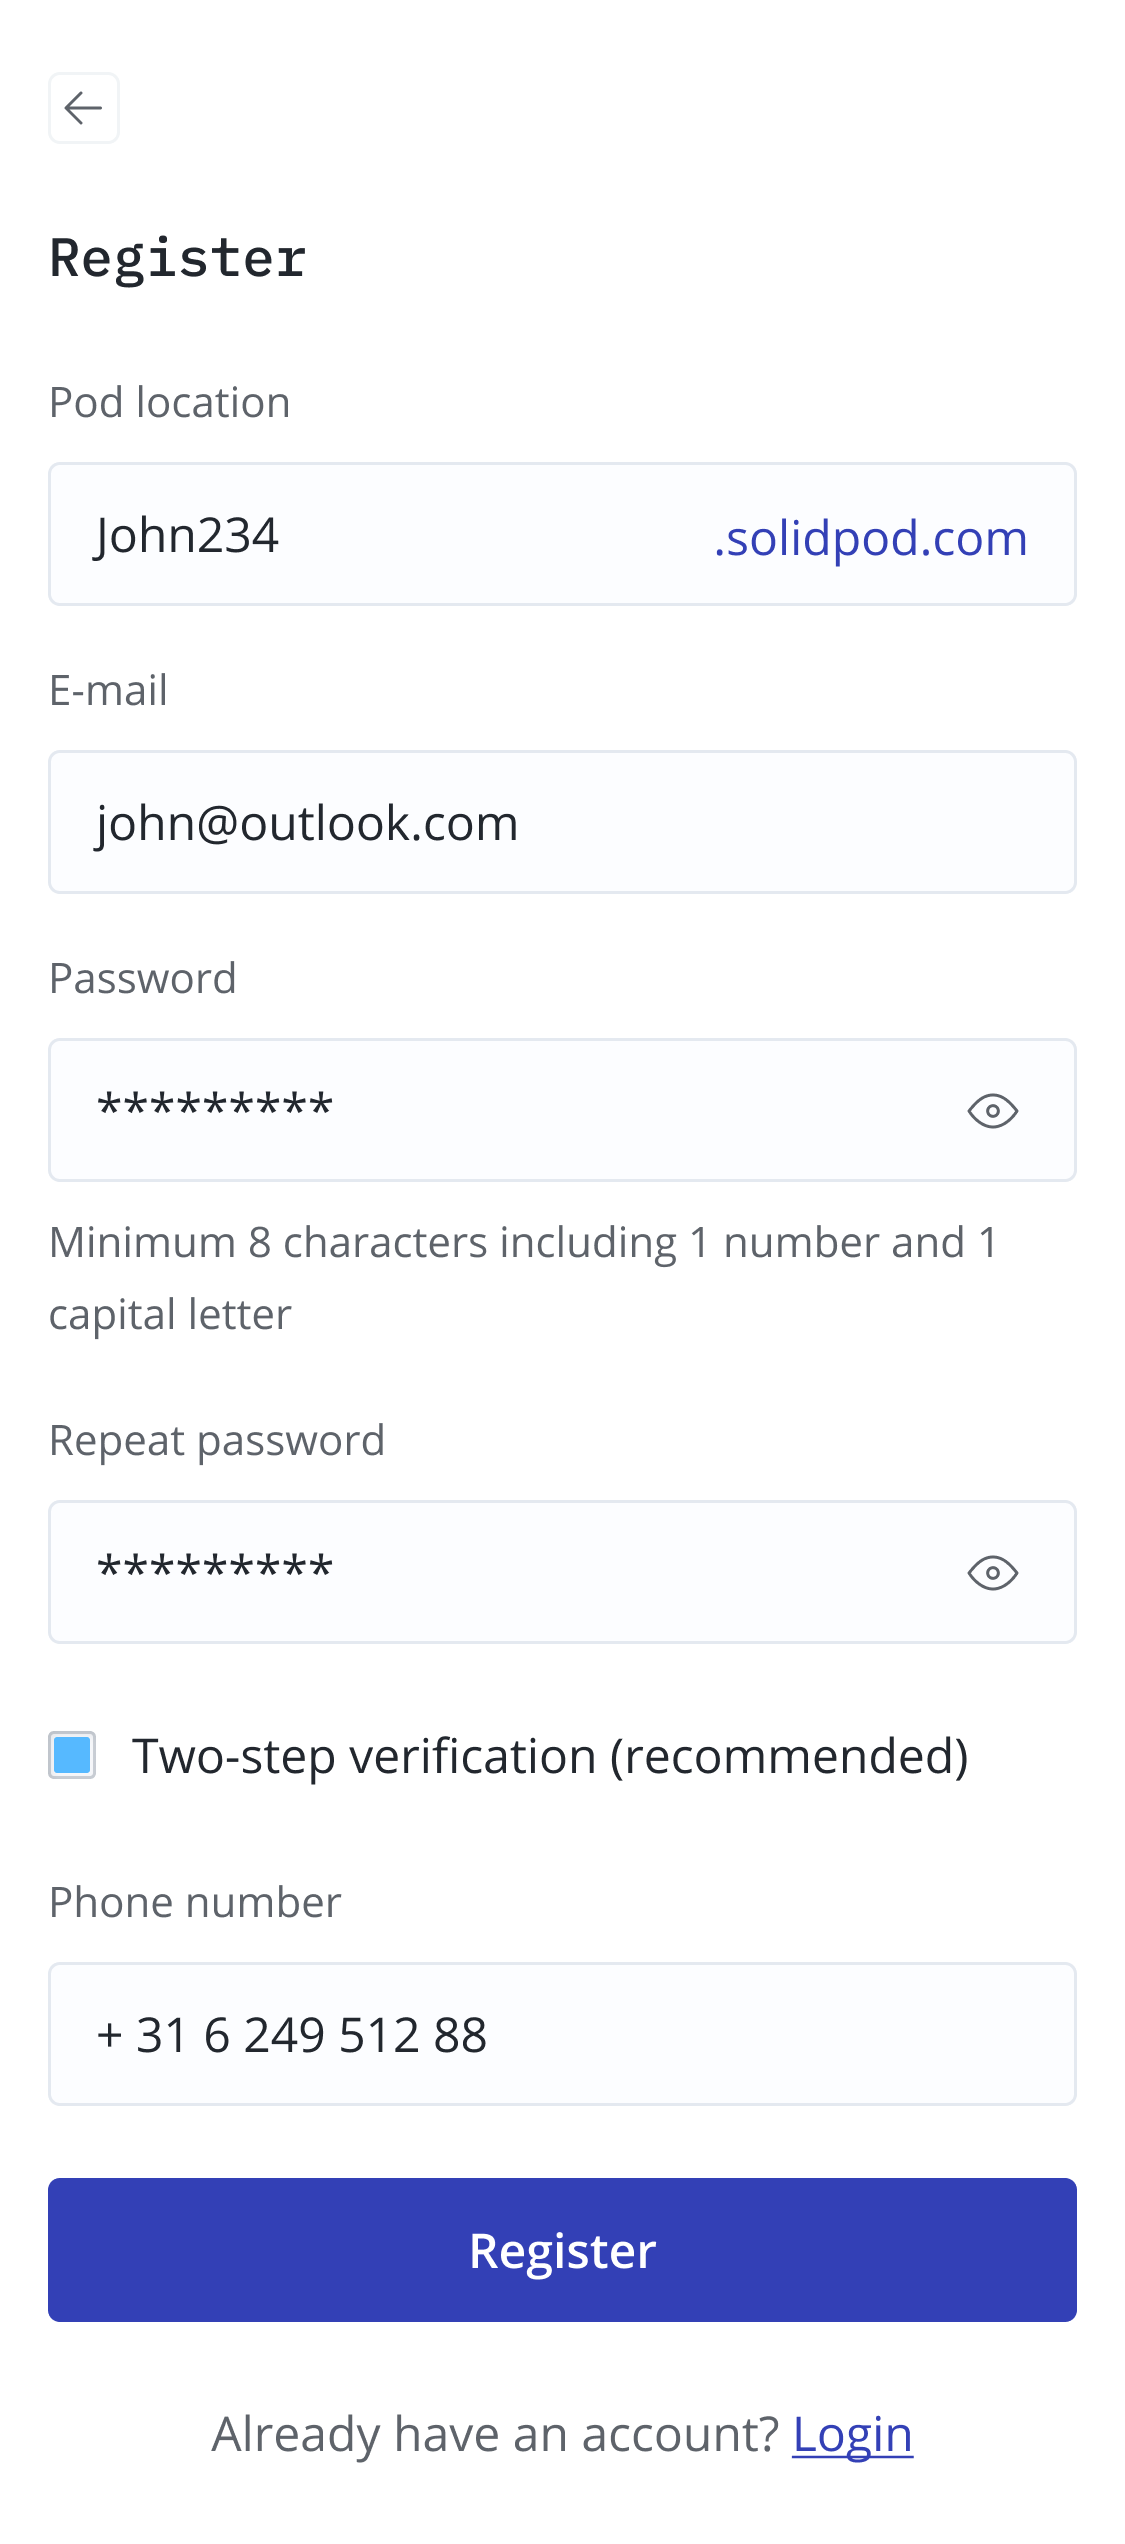 Register
Pod location
John234 .solidpod.com
E-mail
john@outlook.com
Password
*********
Minimum 8 characters including 1 number and 1
capital letter
Repeat password
*********
Two-step verification (recommended)
Phone number
+ 31 6 249 512 88
Register
Already have an account? Login